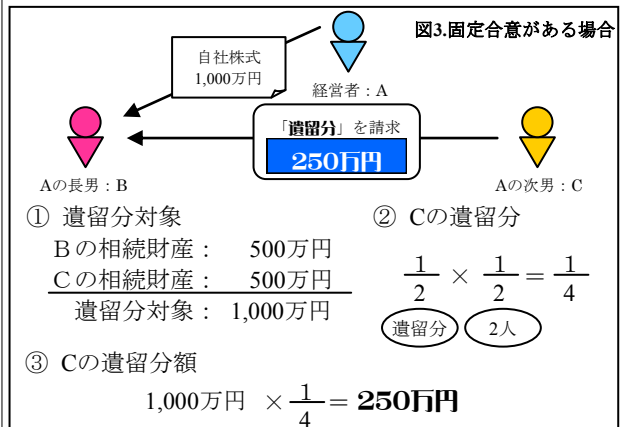 図3.固定合意がある場合
自社株式
1,000万円
経営者：A
「遺留分」を請求
250万円
Aの長男：B
Aの次男：C
① 遺留分対象
Ｂの相続財産： 500万円
Ｃの相続財産： 500万円
遺留分対象： 1,000万円
② Cの遺留分
1/2 × 1/2 = 1/4
遺留分 2人
③ Cの遺留分額
1,000万円 × 1/4 = 250万円